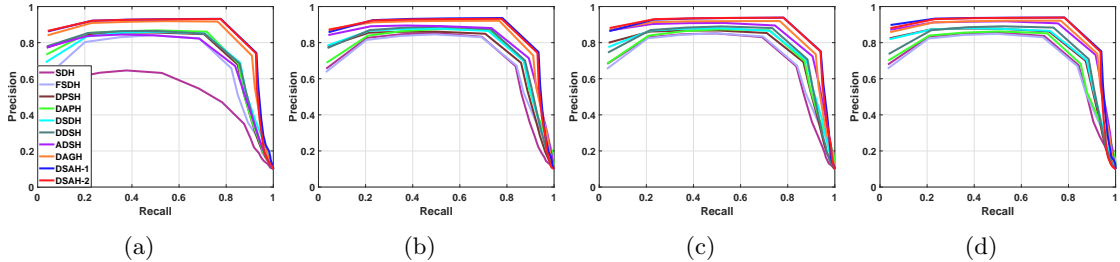 1
0.8
0.6
0.4
0.2
0
Precision
SDH
FSDH
DPSH
DAPH
DSDH
DDSH
ADSH
DAGH
DSAH-1
DSAH-2
0 0.2 0.4 0.6 0.8 1
Recall
(a)
1
0.8
0.6
0.4
0.2
0
Precision
0 0.2 0.4 0.6 0.8 1
Recall
(b)
1
0.8
0.6
0.4
0.2
0
Precision
0 0.2 0.4 0.6 0.8 1
Recall
(c)
1
0.8
0.6
0.4
0.2
0
Precision
0 0.2 0.4 0.6 0.8 1
Recall
(d)